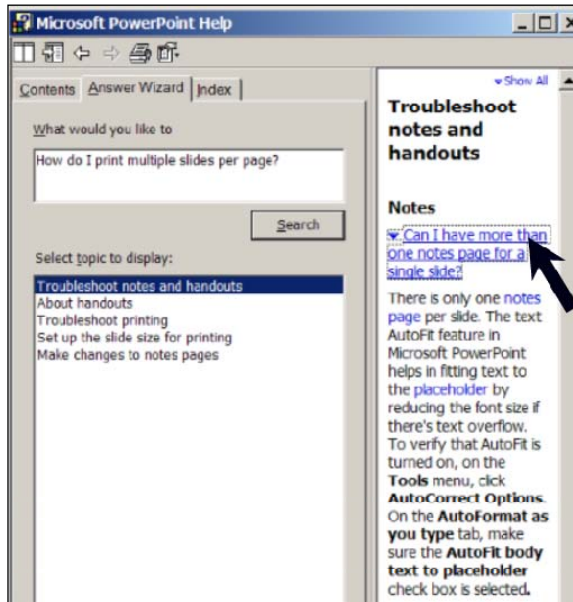 Microsoft PowerPoint Help
Contents Answer Wizard Index
What would you like to
How do I print multiple slides per page?
Search
Select topic to display:
Troubleshoot notes and handouts
About handouts
Troubleshoot printing
Set up the slide size for printing
Make changes to notes pages
Show All
Troubleshoot
notes and
handouts
Notes
Can I have more than
one notes page for a
single slide?
There is only one notes
page per slide. The text
AutoFit feature in
Microsoft PowerPoint
helps in fitting text to
the placeholder by
reducing the font size if
there's text overflow.
To verify that AutoFit is
turned on, on the
Tools menu, click
AutoCorrect Options.
On the AutoFormat as
you type tab, make
sure the AutoFit body
text to placeholder
check box is selected.